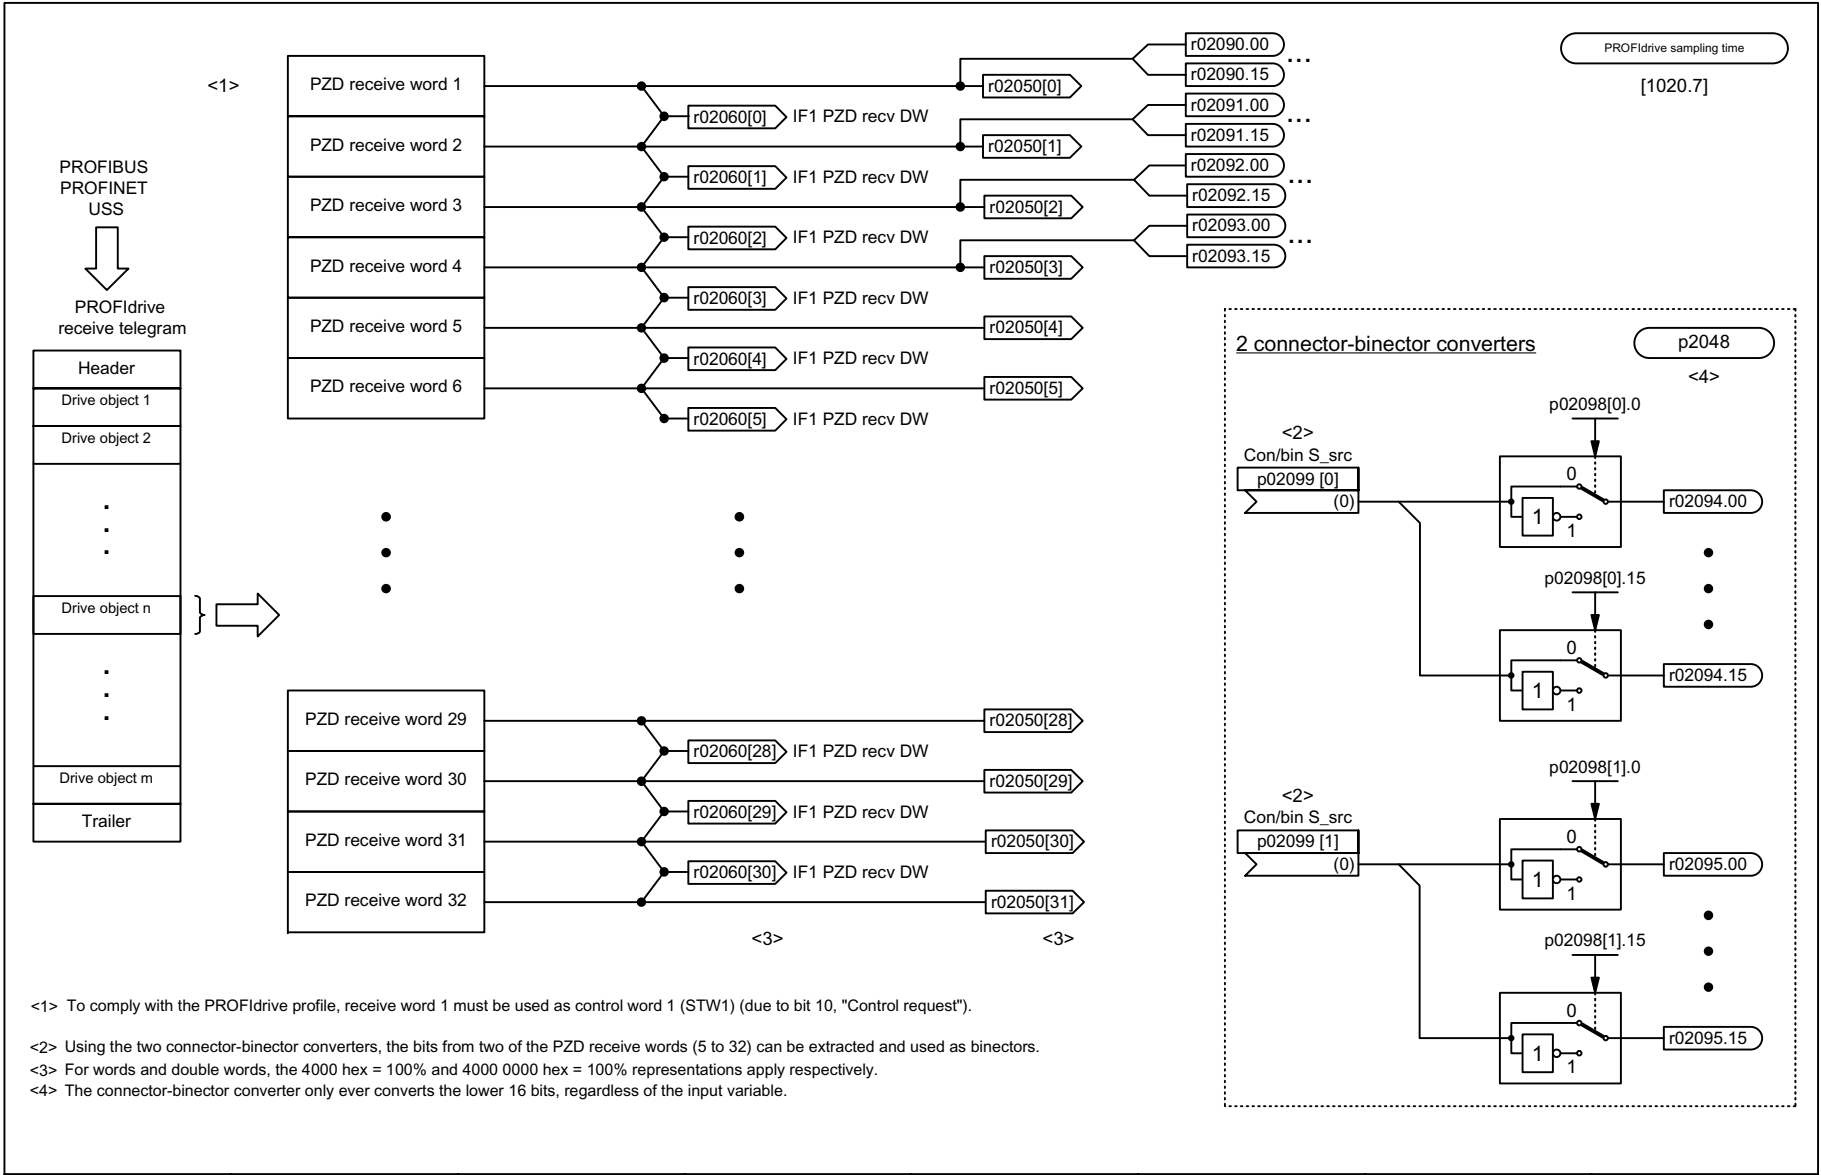 PROFIdrive sampling time
[1020.7]
<1>
PROFIBUS
PROFINET
USS
PROFIdrive
receive telegram
Header
Drive object 1
Drive object 2
Drive object n
Drive object m
Trailer
PZD receive word 1
PZD receive word 2
PZD receive word 3
PZD receive word 4
PZD receive word 5
PZD receive word 6
PZD receive word 29
PZD receive word 30
PZD receive word 31
PZD receive word 32
r02060[0] IF1 PZD recv DW
r02060[1] IF1 PZD recv DW
r02060[2] IF1 PZD recv DW
r02060[3] IF1 PZD recv DW
r02060[4] IF1 PZD recv DW
r02060[5] IF1 PZD recv DW
r02060[28] IF1 PZD recv DW
r02060[29] IF1 PZD recv DW
r02060[30] IF1 PZD recv DW
<3>
r02050[0]
r02050[1]
r02050[2]
r02050[3]
r02050[4]
r02050[5]
r02050[28]
r02050[29]
r02050[30]
r02050[31]
<3>
r02090.00
...
r02090.15
r02091.00
...
r02091.15
r02092.00
...
r02092.15
r02093.00
...
r02093.15
2 connector-binector converters
p2048
<4>
p02098[0].0
<2>
Con/bin S_src
p02099 [0]
(0)
0
1
1
r02094.00
p02098[0].15
0
1
1
r02094.15
p02098[1].0
<2>
Con/bin S_src
p02099 [1]
(0)
0
1
1
r02095.00
p02098[1].15
0
1
1
r02095.15
<1> To comply with the PROFIdrive profile, receive word 1 must be used as control word 1 (STW1) (due to bit 10, "Control request").
<2> Using the two connector-binector converters, the bits from two of the PZD receive words (5 to 32) can be extracted and used as binectors.
<3> For words and double words, the 4000 hex = 100% and 4000 0000 hex = 100% representations apply respectively.
<4> The connector-binector converter only ever converts the lower 16 bits, regardless of the input variable.